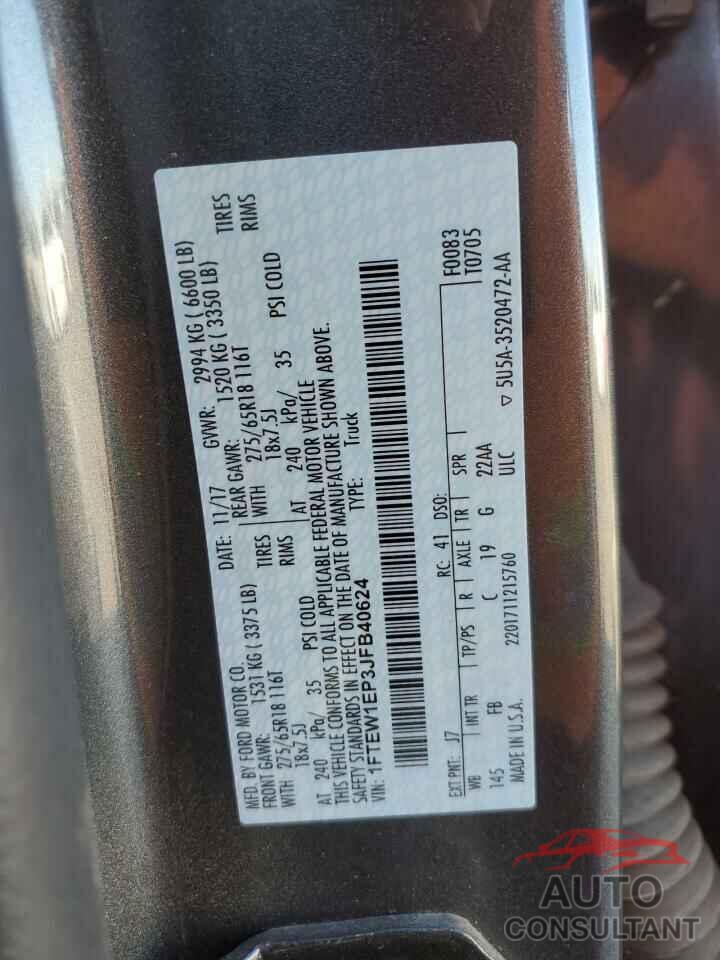 MFD. BY FORD MOTOR CO.
DATE: 11/17 GVWR: 2994 KG ( 6600 LB)
FRONT GAWR: 1531 KG ( 3375 LB) REAR GAWR: 1520 KG ( 3350 LB)
WITH 275/65R18 116T TIRES WITH 275/65R18 116T TIRES
18x7.5J RIMS 18x7.5J RIMS
AT 240 kPa/ 35 PSI COLD AT 240 kPa/ 35 PSI COLD
THIS VEHICLE CONFORMS TO ALL APPLICABLE FEDERAL MOTOR VEHICLE
SAFETY STANDARDS IN EFFECT ON THE DATE OF MANUFACTURE SHOWN ABOVE.
VIN: 1FTEW1EP3JFB40624 TYPE: Truck
F0083
EXT PNT: J7 RC: 41 DSO: T0705
WB INT TR TP/PS R AXLE TR SPR
145 FB C 19 G 22AA
ULC
MADE IN U.S.A. 2201711215760 ▽ 5U5A-3520472-AA
AUTO
CONSULTANT